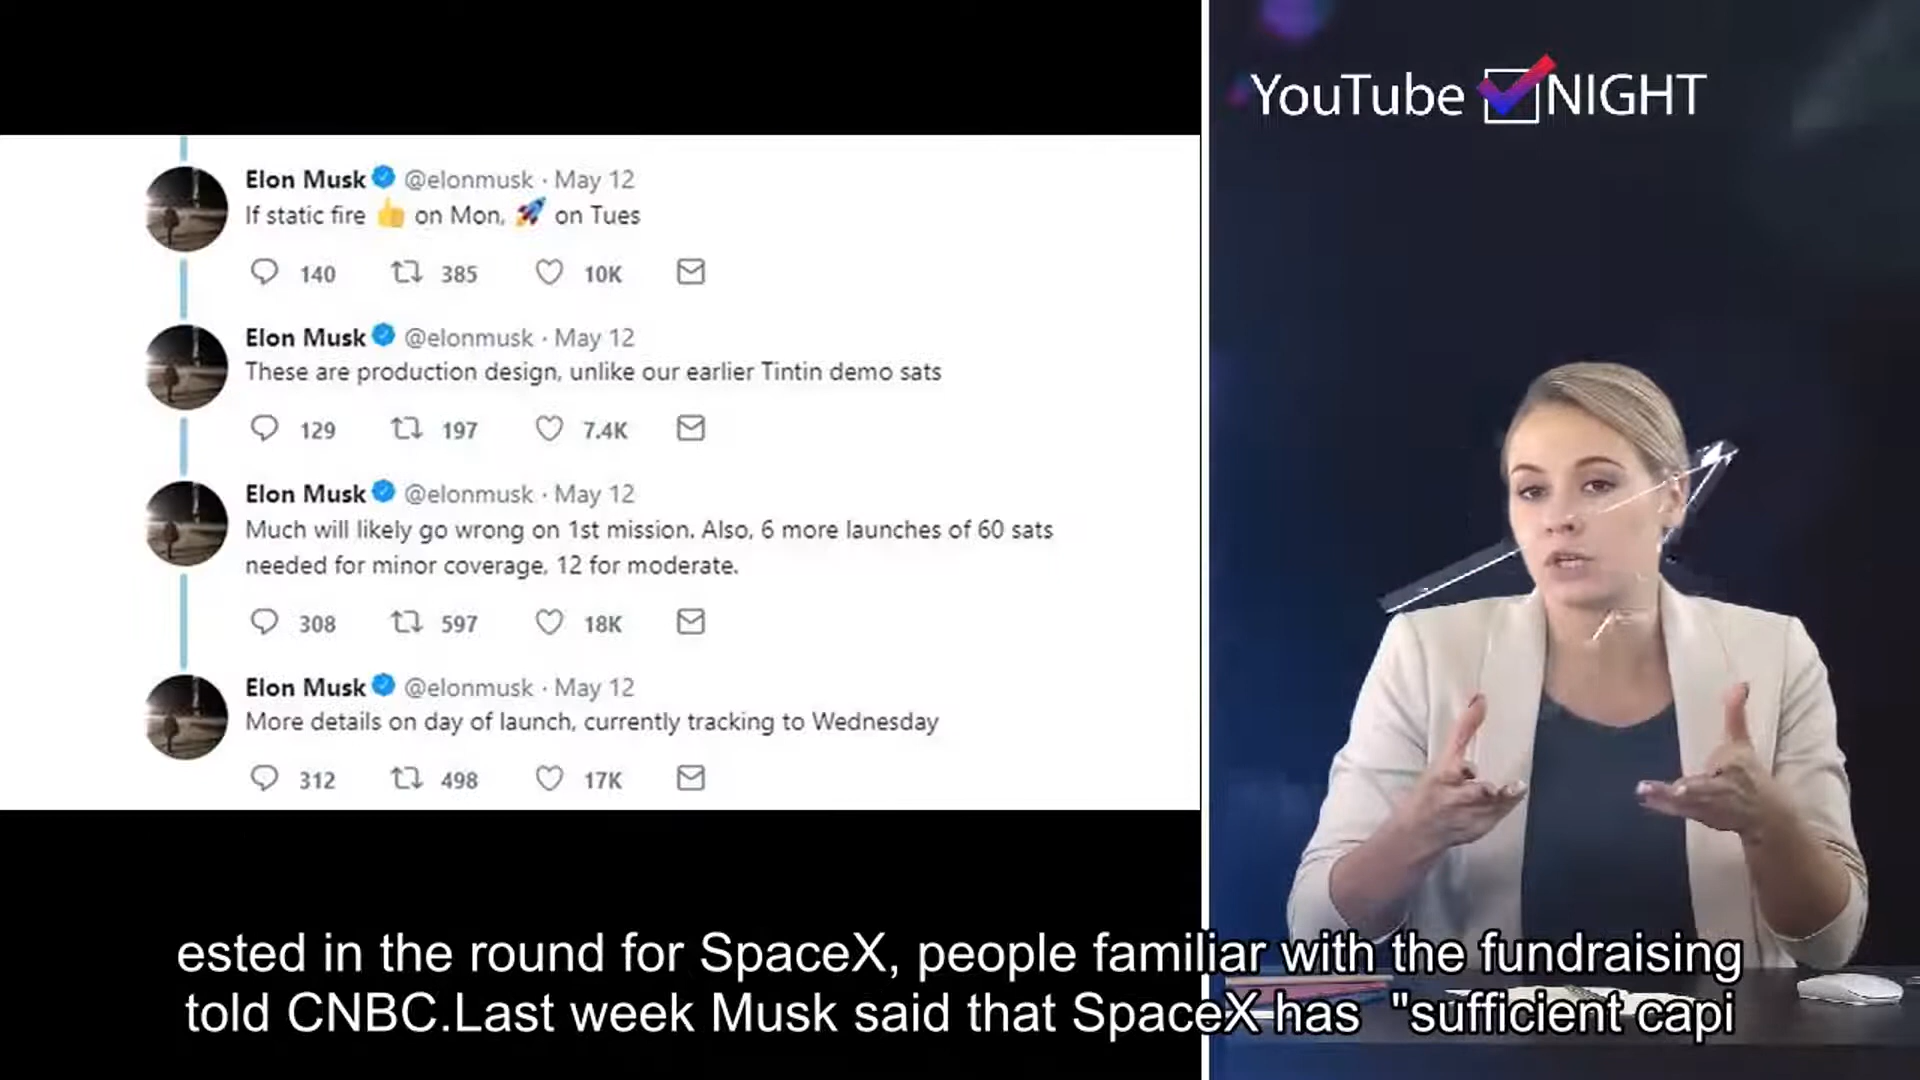 YouTube NIGHT
Elon Musk @elonmusk · May 12
If static fire 👍 on Mon, 🚀 on Tues
140 385 10K
Elon Musk @elonmusk · May 12
These are production design, unlike our earlier Tintin demo sats
129 197 7.4K
Elon Musk @elonmusk · May 12
Much will likely go wrong on 1st mission. Also, 6 more launches of 60 sats
needed for minor coverage, 12 for moderate.
308 597 18K
Elon Musk @elonmusk · May 12
More details on day of launch, currently tracking to Wednesday
312 498 17K
ested in the round for SpaceX, people familiar with the fundraising
told CNBC.Last week Musk said that SpaceX has "sufficient capi